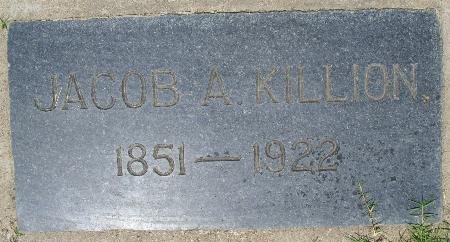 JACOB A. KILLION.
1851 — 1922